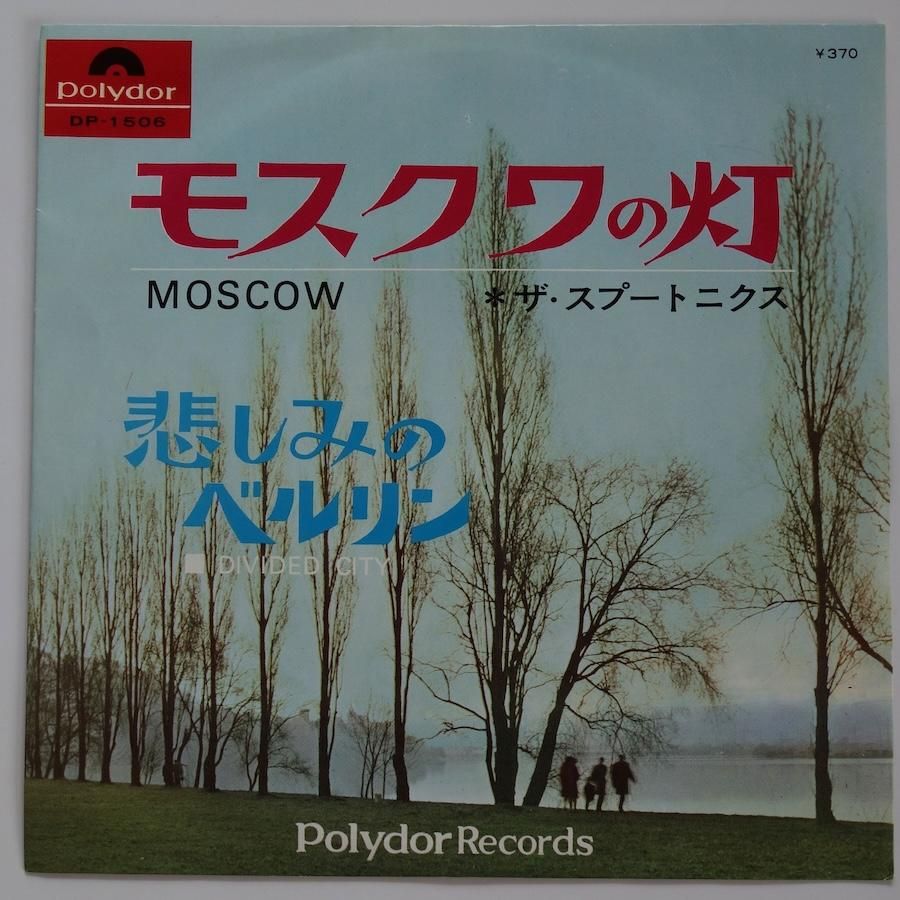 polydor
DP-1506
¥370
モスクワの灯
MOSCOW
＊ザ・スプートニクス
悲しみの
ベルリン
■ DIVIDED CITY
Polydor Records